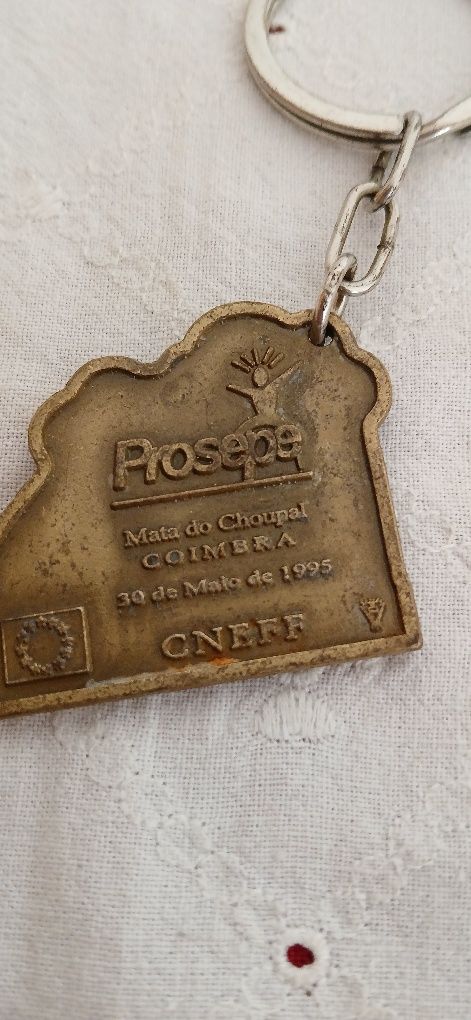 Prosepe
Mata do Choupal
COIMBRA
30 de Maio de 1995
CNEFF